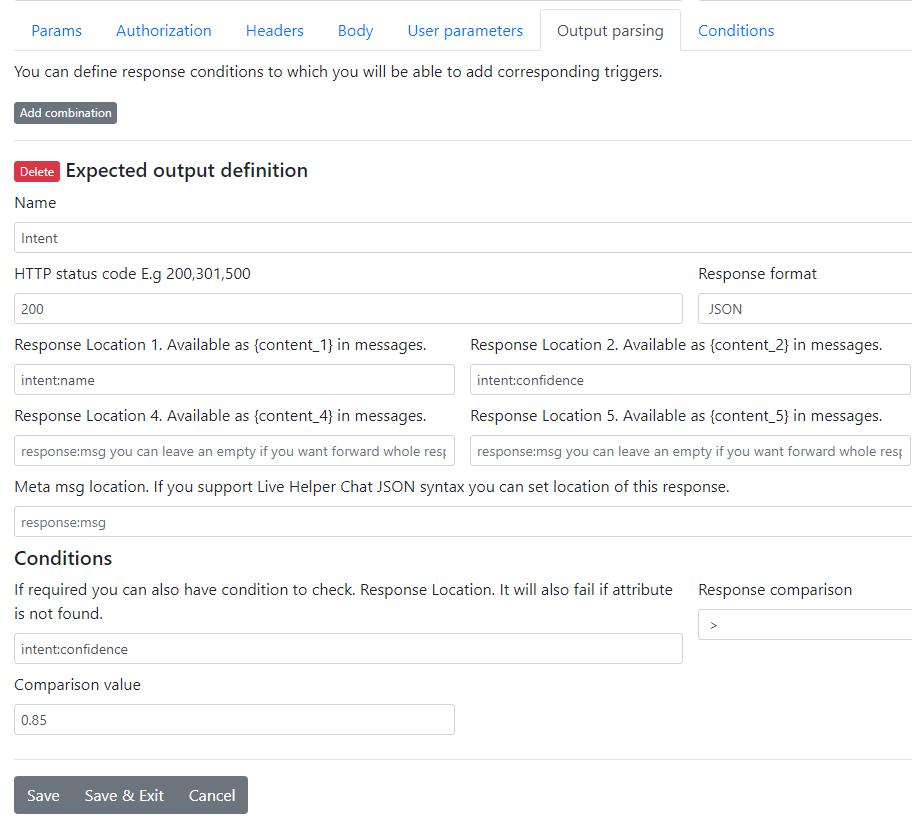 Params Authorization Headers Body User parameters Output parsing Conditions
You can define response conditions to which you will be able to add corresponding triggers.
Add combination
Delete Expected output definition
Name
Intent
HTTP status code E.g 200,301,500 Response format
200 JSON
Response Location 1. Available as {content_1} in messages. Response Location 2. Available as {content_2} in messages.
intent:name intent:confidence
Response Location 4. Available as {content_4} in messages. Response Location 5. Available as {content_5} in messages.
response:msg you can leave an empty if you want forward whole resp response:msg you can leave an empty if you want forward whole resp
Meta msg location. If you support Live Helper Chat JSON syntax you can set location of this response.
response:msg
Conditions
If required you can also have condition to check. Response Location. It will also fail if attribute Response comparison
is not found.
>
intent:confidence
Comparison value
0.85
Save Save & Exit Cancel